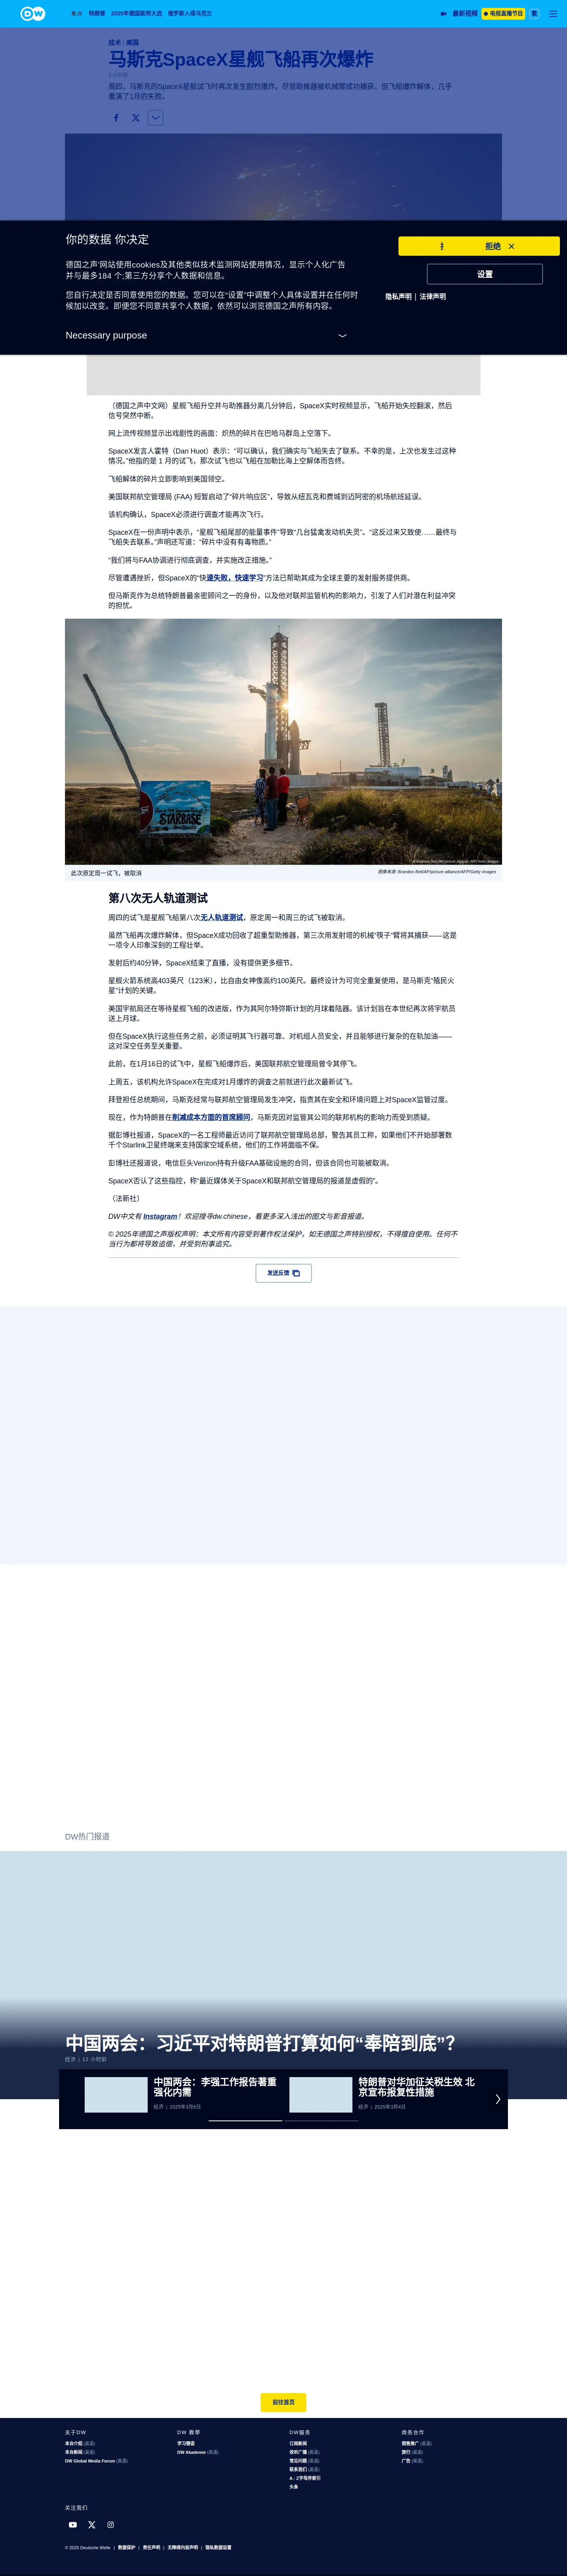 DW
焦点
特朗普
2025年德国联邦大选
俄罗斯入侵乌克兰
最新视频
电视直播节目
繁
技术 | 美国
马斯克SpaceX星舰飞船再次爆炸
周四，马斯克的SpaceX星舰试飞时再次发生剧烈爆炸。尽管助推器被机械臂成功捕获，但飞船爆炸解体，几乎
重演了1月的失败。
你的数据 你决定
德国之声˙网站使用cookies及其他类似技术监测网站使用情况，显示个人化广告
并与最多184 个;第三方分享个人数据和信息。
您自行决定是否同意使用您的数据。您可以在“设置”中调整个人具体设置并在任何时
候加以更改。即便您不同意共享个人数据，依然可以浏览德国之声所有内容。
Necessary purpose
拒绝
设置
隐私声明 | 法律声明
（德国之声中文网）星舰飞船升空并与助推器分离几分钟后，SpaceX实时视频显示，飞船开始失控翻滚，然后
信号突然中断。
网上流传视频显示出戏剧性的画面：炽热的碎片在巴哈马群岛上空落下。
SpaceX发言人霍特（Dan Huot）表示：“可以确认，我们确实与飞船失去了联系。不幸的是，上次也发生过这种
情况。”他指的是 1 月的试飞，那次试飞也以飞船在加勒比海上空解体而告终。
飞船解体的碎片立即影响到美国领空。
美国联邦航空管理局 (FAA) 短暂启动了“碎片响应区”，导致从纽瓦克和费城到迈阿密的机场航班延误。
该机构确认，SpaceX必须进行调查才能再次飞行。
SpaceX在一份声明中表示，“星舰飞船尾部的能量事件”导致“几台猛禽发动机失灵”。“这反过来又致使……最终与
飞船失去联系。”声明还写道：“碎片中没有有毒物质。”
“我们将与FAA协调进行彻底调查，并实施改正措施。”
尽管遭遇挫折，但SpaceX的“快速失败，快速学习”方法已帮助其成为全球主要的发射服务提供商。
但马斯克作为总统特朗普最亲密顾问之一的身份，以及他对联邦监管机构的影响力，引发了人们对潜在利益冲突
的担忧。
此次原定周一试飞，被取消
图像来源: Brandon Bell/AP/picture alliance/AFP/Getty Images
第八次无人轨道测试
周四的试飞是星舰飞船第八次无人轨道测试，原定周一和周三的试飞被取消。
虽然飞船再次爆炸解体，但SpaceX成功回收了超重型助推器，第三次用发射塔的机械“筷子”臂将其捕获——这是
一项令人印象深刻的工程壮举。
发射后约40分钟，SpaceX结束了直播，没有提供更多细节。
星舰火箭系统高403英尺（123米），比自由女神像高约100英尺。最终设计为可完全重复使用，是马斯克“殖民火
星”计划的关键。
美国宇航局还在等待星舰飞船的改进版，作为其阿尔特弥斯计划的月球着陆器。该计划旨在本世纪再次将宇航员
送上月球。
但在SpaceX执行这些任务之前，必须证明其飞行器可靠、对机组人员安全，并且能够进行复杂的在轨加油——
这对深空任务至关重要。
此前，在1月16日的试飞中，星舰飞船爆炸后，美国联邦航空管理局曾令其停飞。
上周五，该机构允许SpaceX在完成对1月爆炸的调查之前就进行此次最新试飞。
拜登担任总统期间，马斯克经常与联邦航空管理局发生冲突，指责其在安全和环境问题上对SpaceX监管过度。
现在，作为特朗普在削减成本方面的首席顾问，马斯克因对监管其公司的联邦机构的影响力而受到质疑。
据彭博社报道，SpaceX的一名工程师最近访问了联邦航空管理局总部，警告其员工称，如果他们不开始部署数
千个Starlink卫星终端来支持国家空域系统，他们的工作将面临不保。
彭博社还报道说，电信巨头Verizon持有升级FAA基础设施的合同，但该合同也可能被取消。
SpaceX否认了这些指控，称“最近媒体关于SpaceX和联邦航空管理局的报道是虚假的”。
（法新社）
DW中文有 Instagram！欢迎搜寻dw.chinese，看更多深入浅出的图文与影音报道。
© 2025年德国之声版权声明：本文所有内容受到著作权法保护，如无德国之声特别授权，不得擅自使用。任何不
当行为都将导致追偿，并受到刑事追究。
发送反馈
DW热门报道
中国两会：习近平对特朗普打算如何“奉陪到底”？
经济 | 12 小时前
中国两会：李强工作报告著重
强化内需
经济 | 2025年3月6日
特朗普对华加征关税生效 北
京宣布报复性措施
经济 | 2025年3月4日
前往首页
关于DW
本台介绍 (英语)
本台新闻 (英语)
DW Global Media Forum (英语)
DW 教学
学习德语
DW Akademie (英语)
DW服务
订阅新闻
收听广播 (英语)
常见问题 (英语)
联系我们 (英语)
A - Z字母序索引
头条
商务合作
销售推广 (英语)
旅行 (英语)
广告 (英语)
关注我们
© 2025 Deutsche Welle | 数据保护 | 责任声明 | 无障碍内容声明 | 隐私数据设置